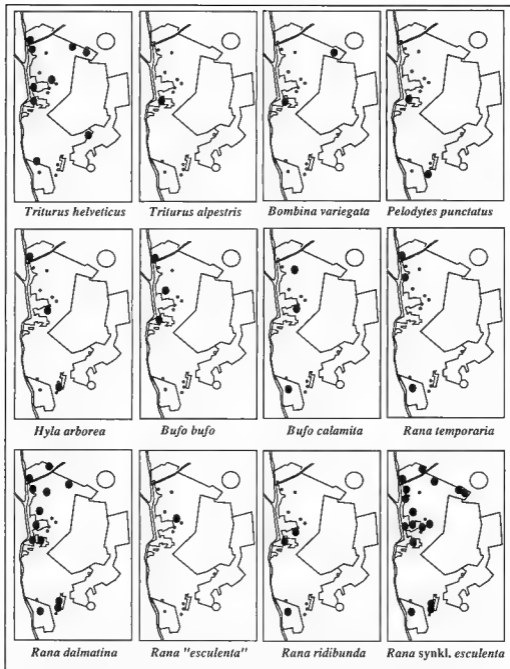 Triturus helveticus Triturus alpestris Bombina variegata Pelodytes punctatus
Hyla arborea Bufo bufo Bufo calamita Rana temporaria
Rana dalmatina Rana "esculenta" Rana ridibunda Rana synkl. esculenta